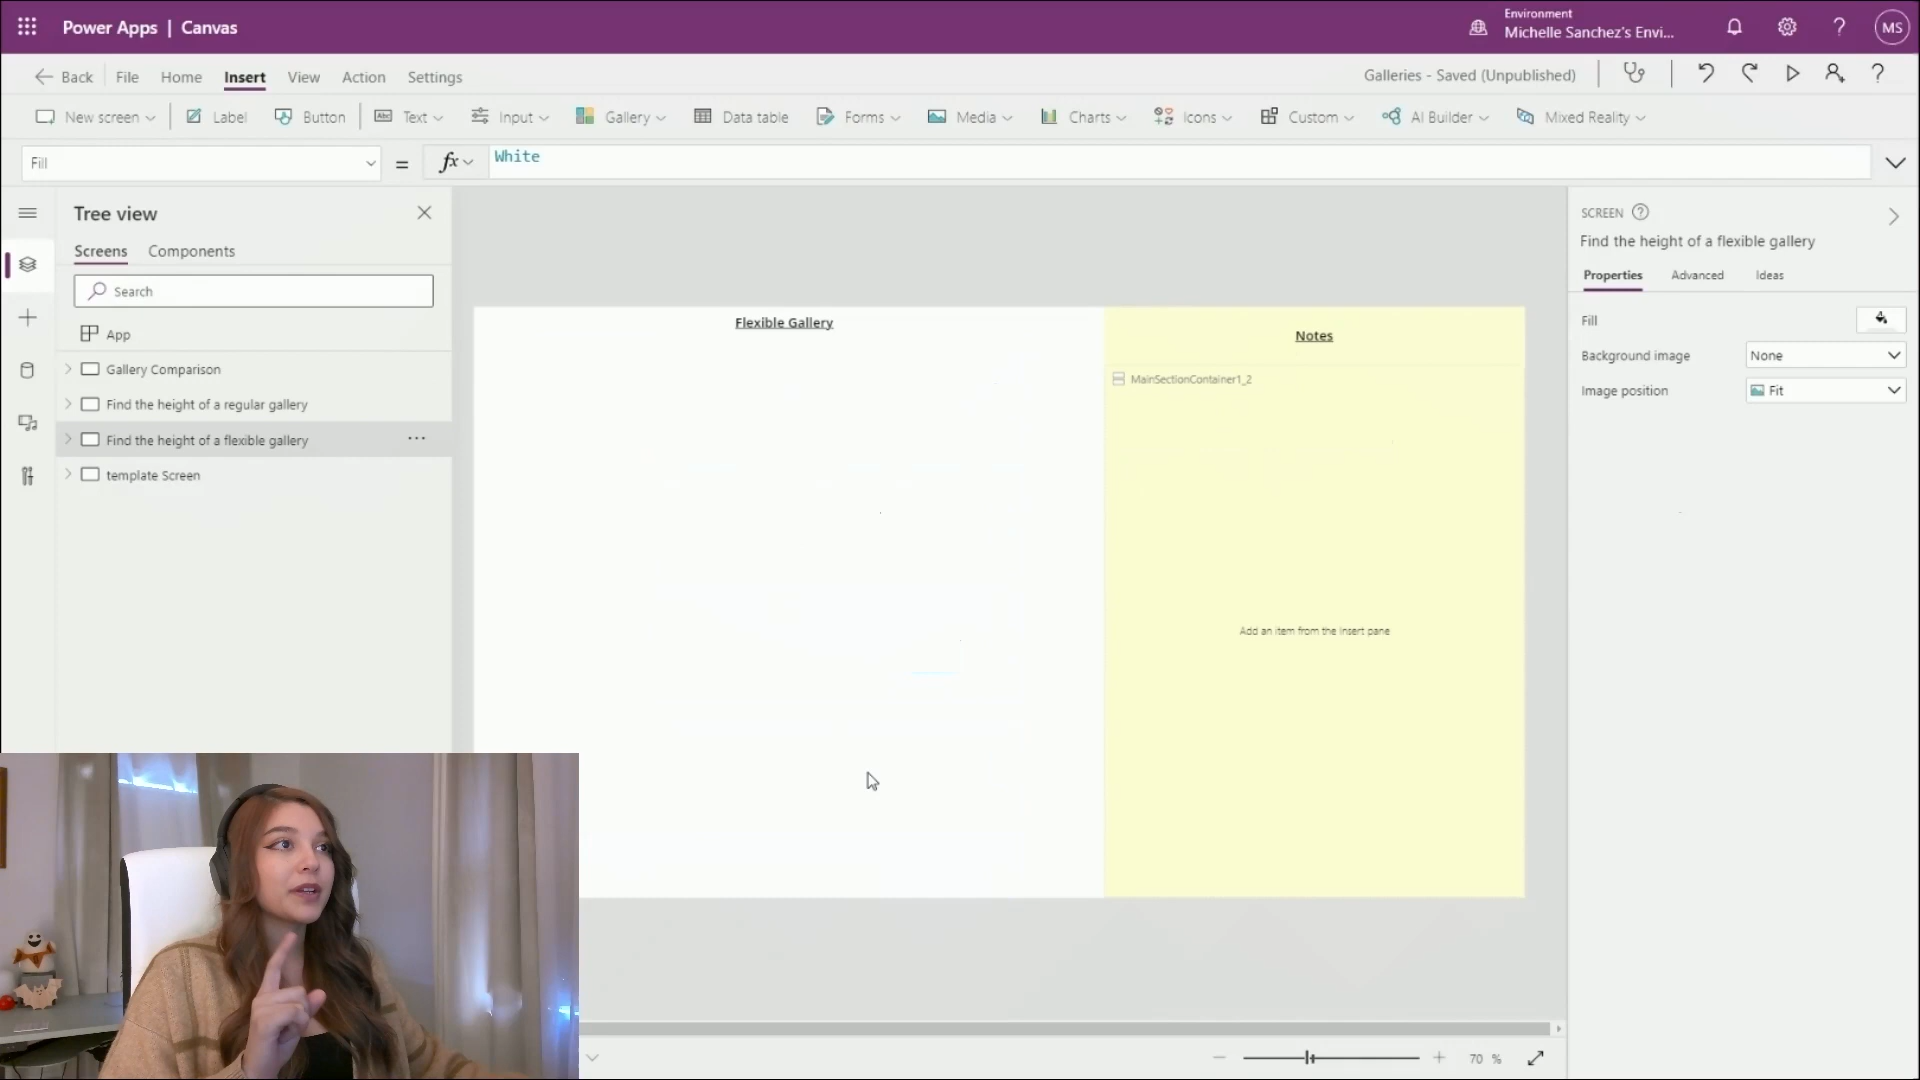 Power Apps | Canvas
Environment
Michelle Sanchez's Envi...
?
MS
Back
File
Home
Insert
View
Action
Settings
Galleries - Saved (Unpublished)
?
New screen
Label
Button
Abc
Text
Input
Gallery
Data table
Forms
Media
Charts
Icons
Custom
AI Builder
Mixed Reality
Fill
=
fx
White
Tree view
Screens
Components
Search
App
Gallery Comparison
Find the height of a regular gallery
Find the height of a flexible gallery
...
template Screen
Flexible Gallery
Notes
MainSectionContainer1_2
Add an item from the Insert pane
SCREEN
?
Find the height of a flexible gallery
Properties
Advanced
Ideas
Fill
Background image
None
Image position
Fit
70 %